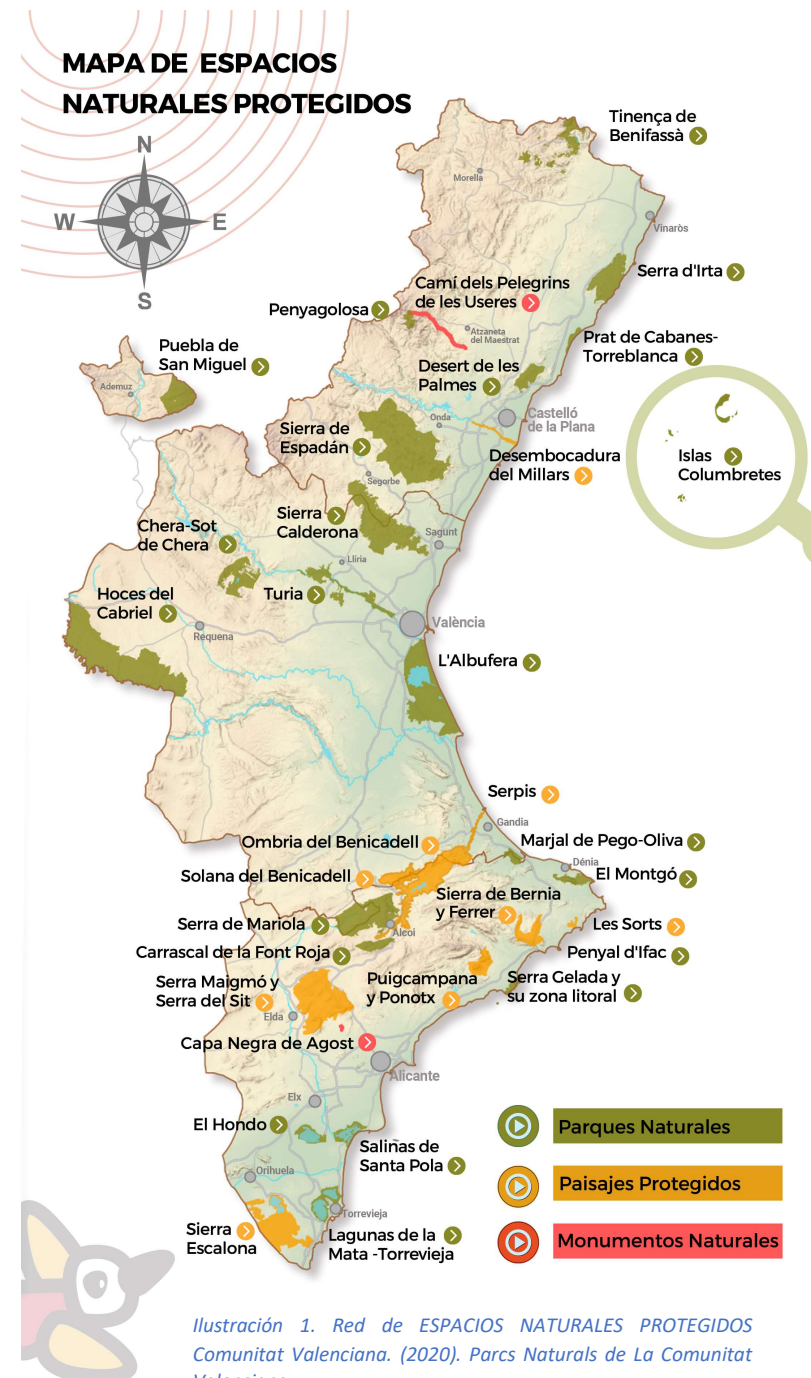 MAPA DE ESPACIOS
NATURALES PROTEGIDOS
N
W
E
S
Tinença de
Benifassà
Morella
Vinaròs
Serra d'Irta
Camí dels Pelegrins
de les Useres
Penyagolosa
Atzaneta
del Maestrat
Prat de Cabanes-
Torreblanca
Puebla de
San Miguel
Ademuz
Desert de les
Palmes
Castelló
de la Plana
Onda
Sierra de
Espadán
Desembocadura
del Millars
Islas
Columbretes
Segorbe
Sierra
Calderona
Chera-Sot
de Chera
Sagunt
Llíria
Hoces del
Cabriel
Turia
València
Requena
L'Albufera
Serpis
Gandia
Ombria del Benicadell
Marjal de Pego-Oliva
Dénia
Solana del Benicadell
El Montgó
Sierra de Bernia
y Ferrer
Serra de Mariola
Alcoi
Les Sorts
Carrascal de la Font Roja
Penyal d'Ifac
Serra Maigmó y
Serra del Sit
Puigcampana
y Ponotx
Serra Gelada y
su zona litoral
Elda
Capa Negra de Agost
Alicante
Elx
El Hondo
Parques Naturales
Salinas de
Santa Pola
Orihuela
Paisajes Protegidos
Torrevieja
Sierra
Escalona
Lagunas de la
Mata -Torrevieja
Monumentos Naturales
Ilustración 1. Red de ESPACIOS NATURALES PROTEGIDOS
Comunitat Valenciana. (2020). Parcs Naturals de La Comunitat